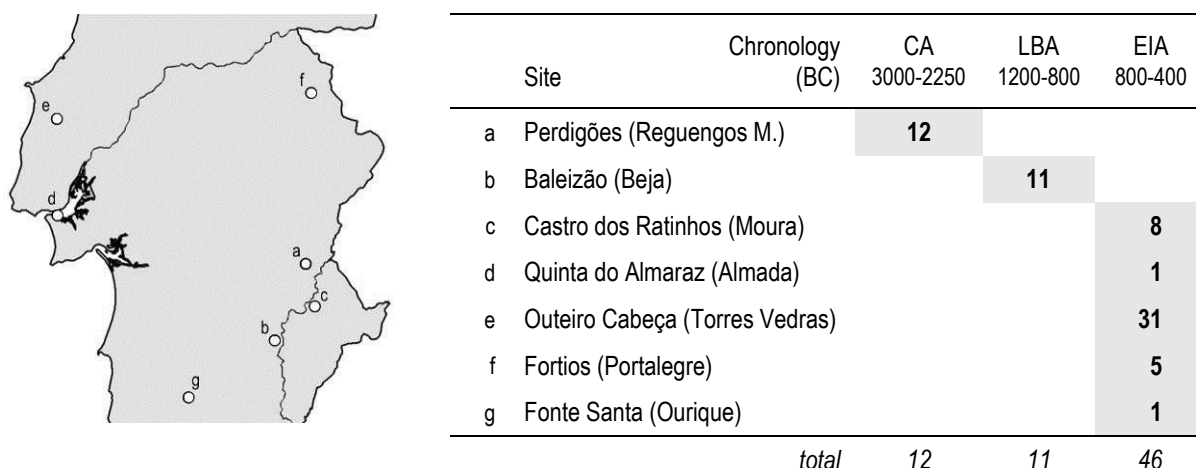 f
e
d
a
c
b
g
Chronology CA LBA EIA
Site (BC) 3000-2250 1200-800 800-400
a Perdigões (Reguengos M.) 12
b Baleizão (Beja) 11
c Castro dos Ratinhos (Moura) 8
d Quinta do Almaraz (Almada) 1
e Outeiro Cabeça (Torres Vedras) 31
f Fortios (Portalegre) 5
g Fonte Santa (Ourique) 1
total 12 11 46